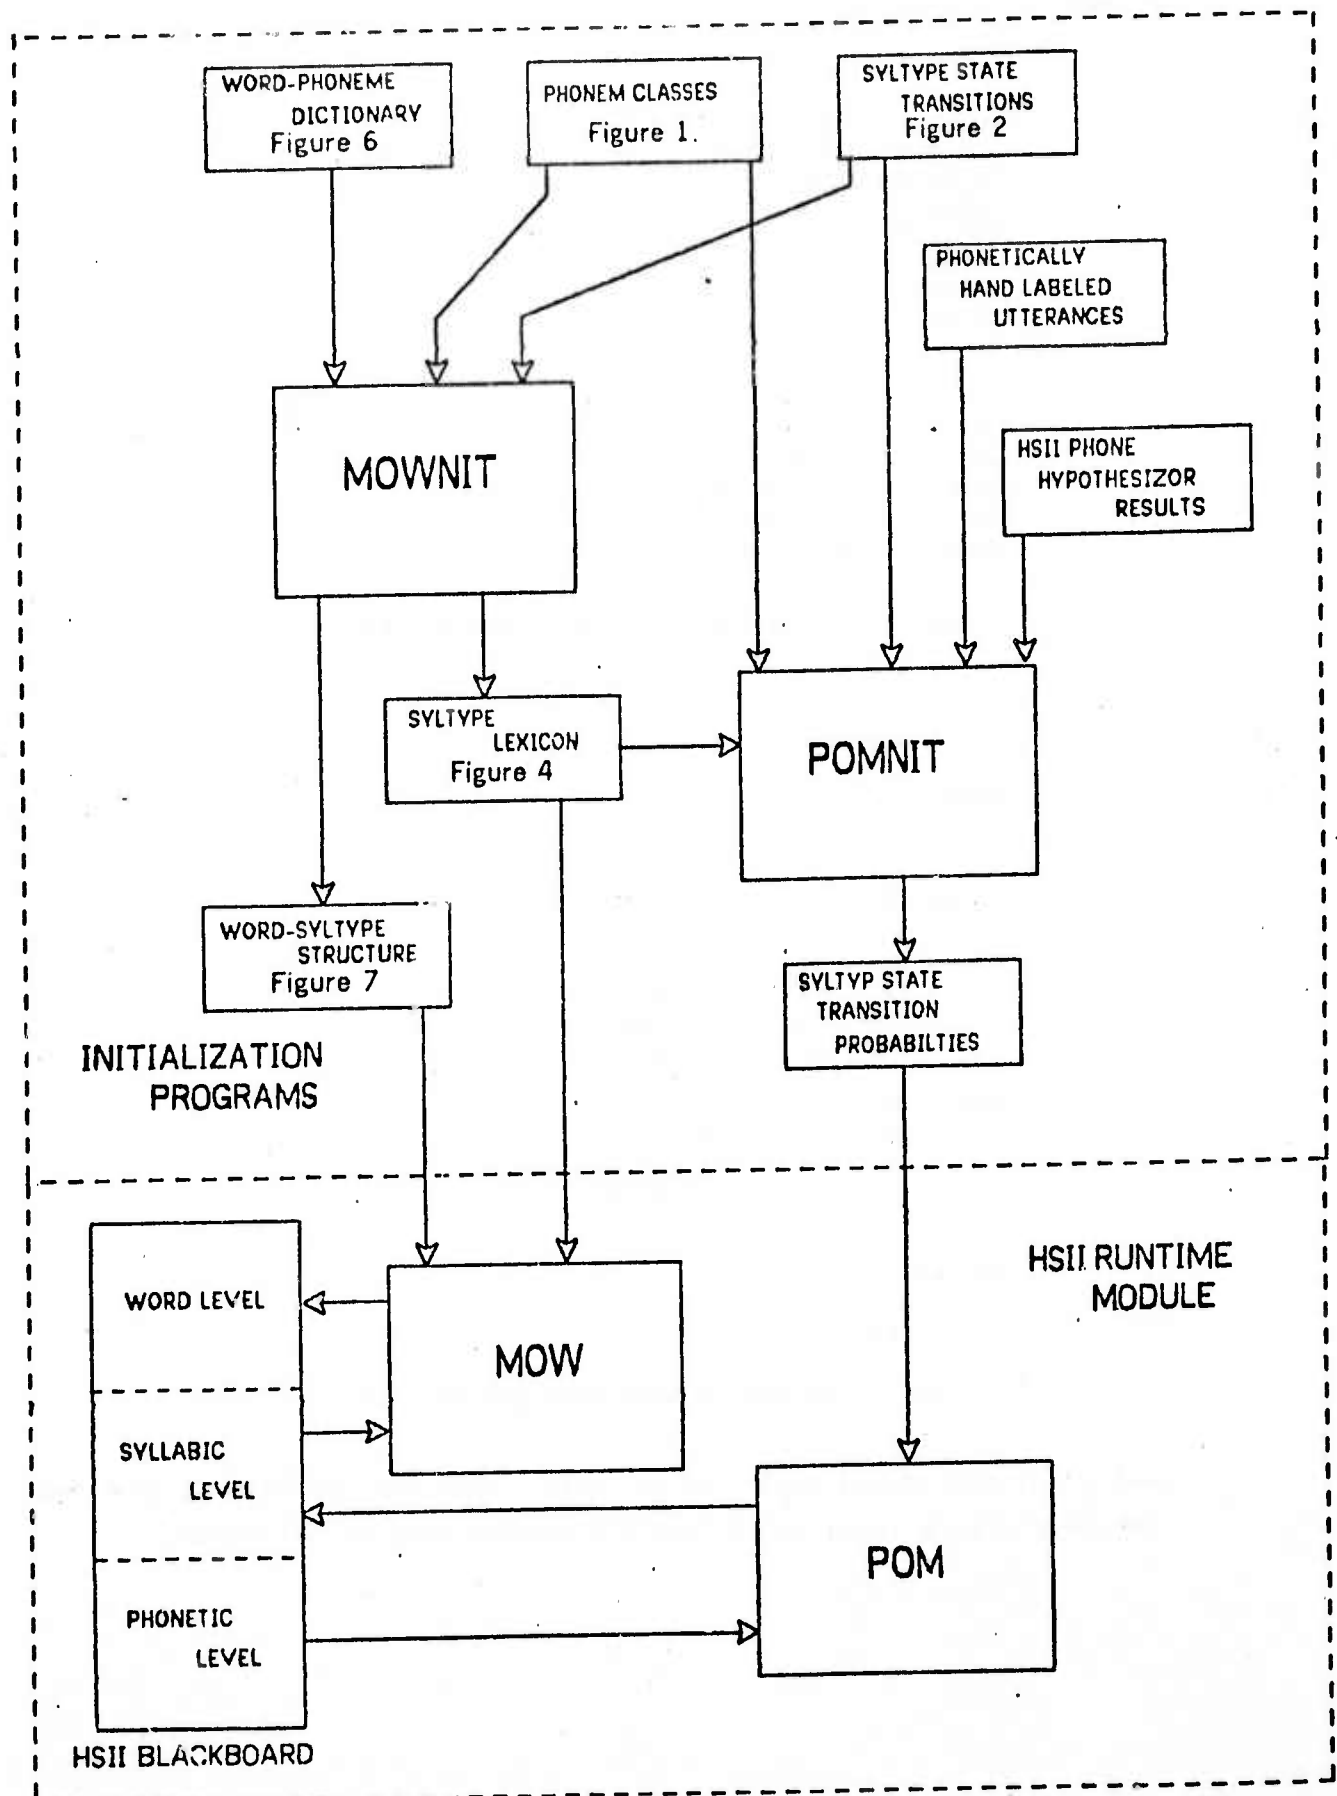 WORD-PHONEME
DICTIONARY
Figure 6
PHONEM CLASSES
Figure 1.
SYLTYPE STATE
TRANSITIONS
Figure 2
PHONETICALLY
HAND LABELED
UTTERANCES
HSII PHONE
HYPOTHESIZOR
RESULTS
MOWNIT
SYLTYPE
LEXICON
Figure 4
POMNIT
WORD-SYLTYPE
STRUCTURE
Figure 7
SYLTYP STATE
TRANSITION
PROBABILTIES
INITIALIZATION
PROGRAMS
HSII RUNTIME
MODULE
WORD LEVEL
MOW
SYLLABIC
LEVEL
POM
PHONETIC
LEVEL
HSII BLACKBOARD